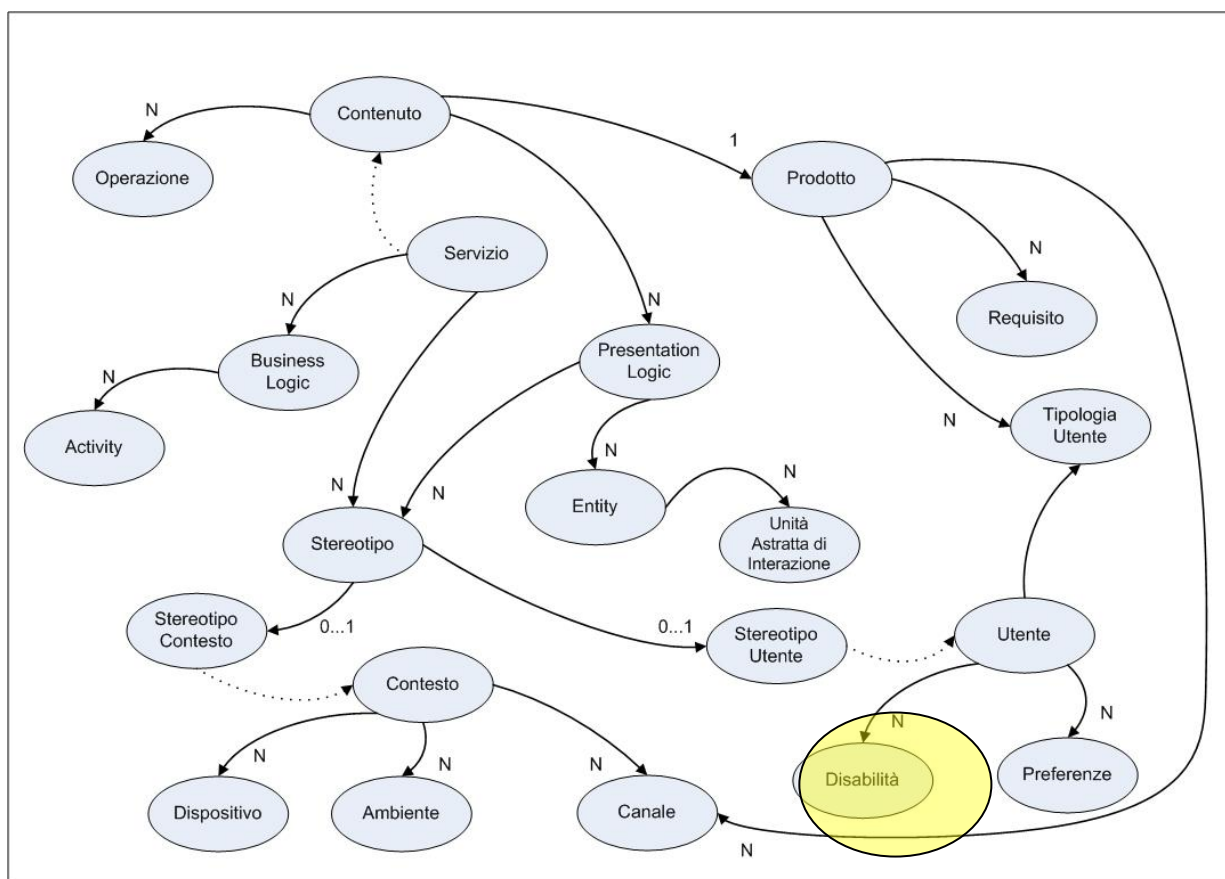 N
Contenuto
1
Operazione
Prodotto
Servizio
N
N
N
Requisito
Business
Logic
Presentation
Logic
N
N
Tipologia
Utente
Activity
N
N
N
N
Entity
Unità
Astratta di
Interazione
Stereotipo
Stereotipo
Contesto
0...1
0...1
Stereotipo
Utente
Utente
Contesto
N
N
N
N
N
Disabilità
Preferenze
Dispositivo
Ambiente
Canale
N